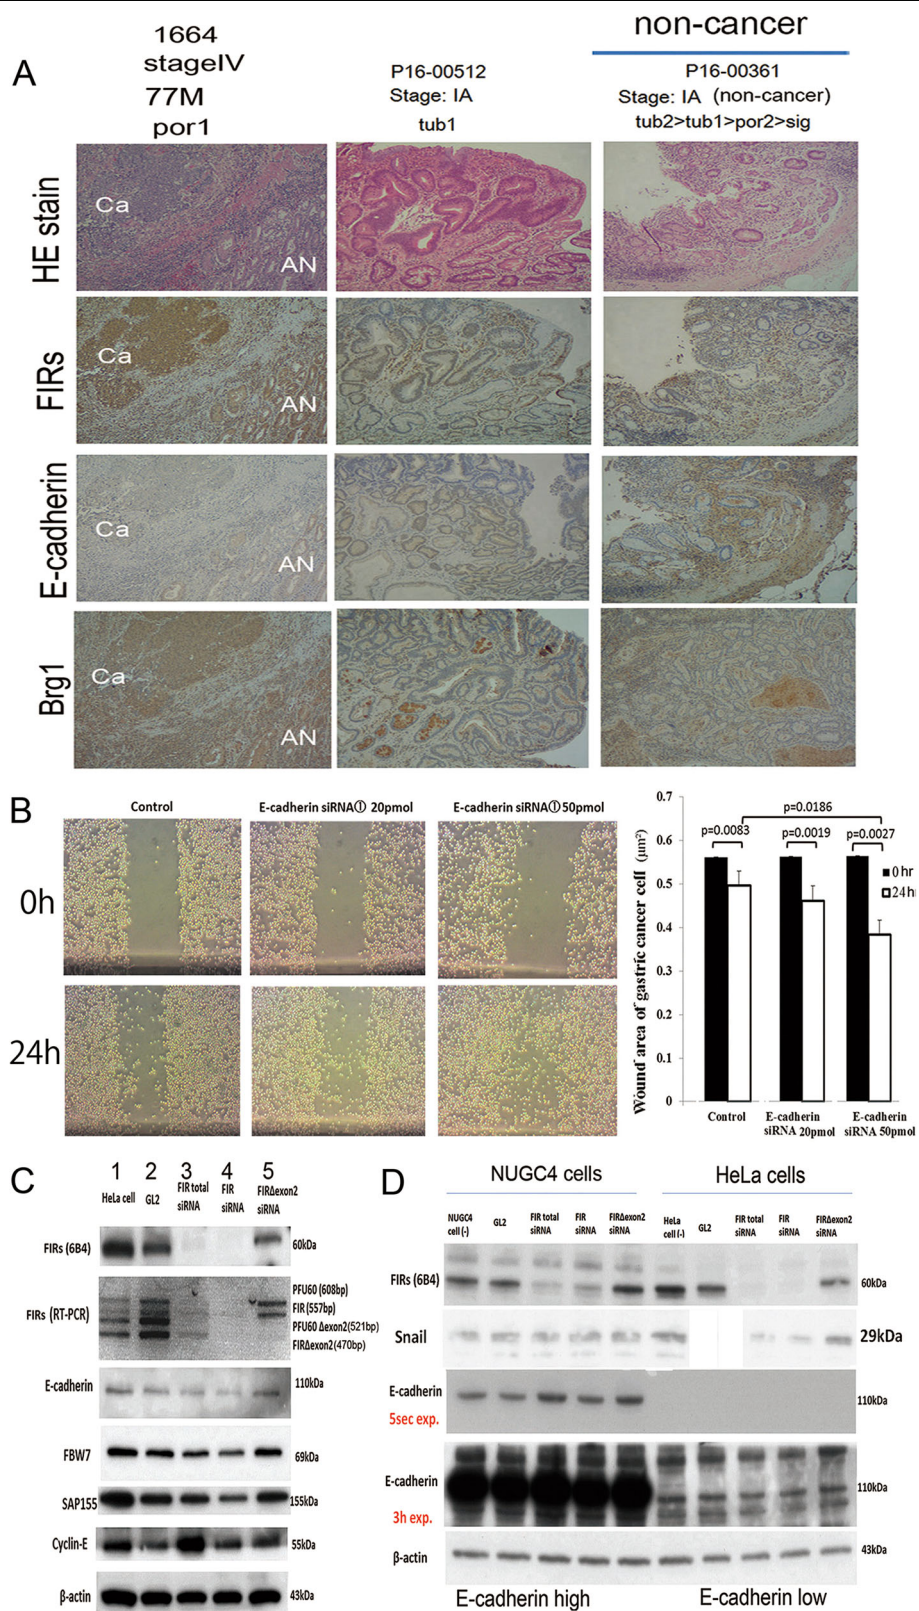 A
1664
stageIV
77M
por1
P16-00512
Stage: IA
tub1
non-cancer
P16-00361
Stage: IA (non-cancer)
tub2>tub1>por2>sig
HE stain
Ca
AN
FIRs
Ca
AN
E-cadherin
Ca
AN
Brg1
Ca
AN
B
Control
E-cadherin siRNA① 20pmol
E-cadherin siRNA① 50pmol
0h
24h
Wound area of gastric cancer cell (μm²)
0.7
0.6
0.5
0.4
0.3
0.2
0.1
0
p=0.0186
p=0.0083
p=0.0019
p=0.0027
0hr
24h
Control
E-cadherin siRNA 20pmol
E-cadherin siRNA 50pmol
C
1 2 3 4 5
HeLa cell
GL2
FIR total siRNA
FIR siRNA
FIRΔexon2 siRNA
FIRs (6B4)
60kDa
FIRs (RT-PCR)
PFU60 (608bp)
FIR (557bp)
PFU60 Δexon2(521bp)
FIRΔexon2(470bp)
E-cadherin
110kDa
FBW7
69kDa
SAP155
155kDa
Cyclin-E
55kDa
β-actin
43kDa
D
NUGC4 cells
HeLa cells
NUGC4 cell (-)
GL2
FIR total siRNA
FIR siRNA
FIRΔexon2 siRNA
HeLa cell (-)
GL2
FIR total siRNA
FIR siRNA
FIRΔexon2 siRNA
FIRs (6B4)
60kDa
Snail
29kDa
E-cadherin
5sec exp.
110kDa
E-cadherin
3h exp.
110kDa
β-actin
43kDa
E-cadherin high
E-cadherin low